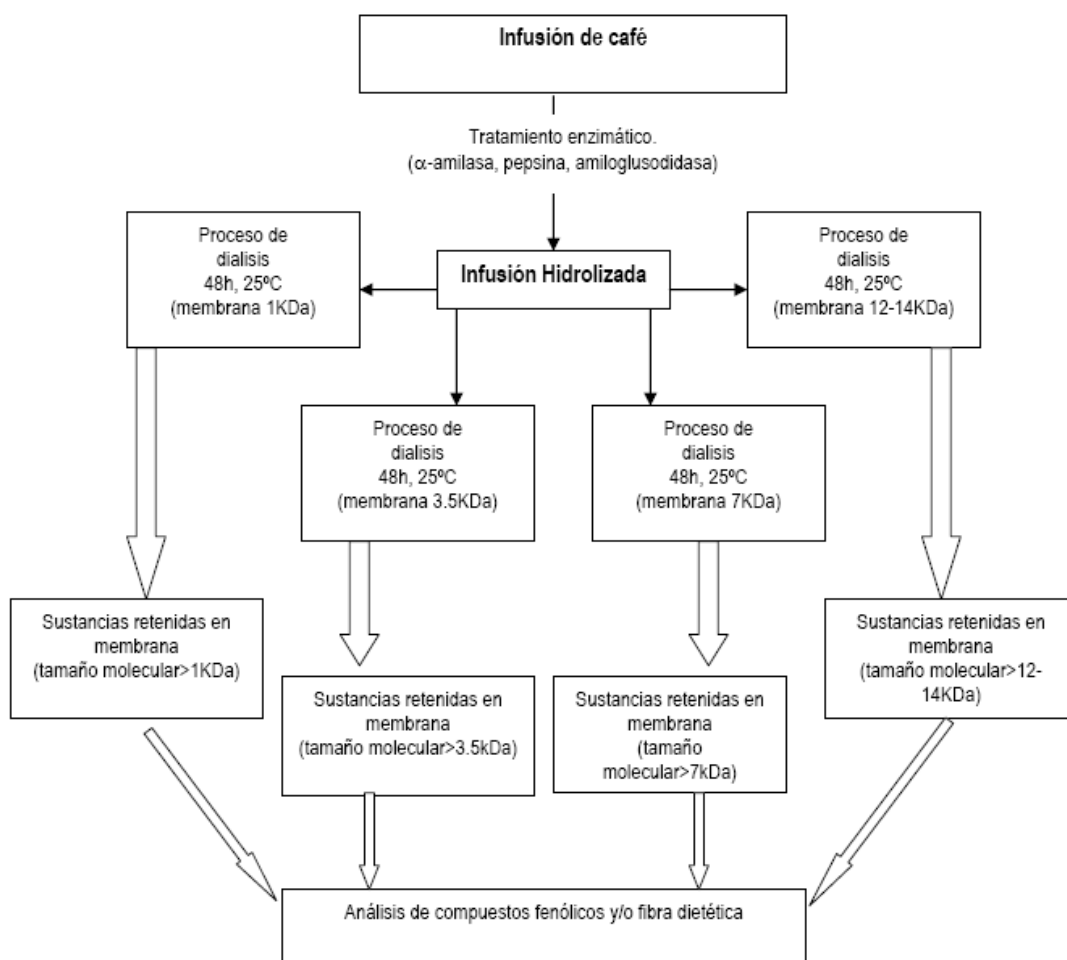 Infusión de café
Tratamiento enzimático.
(α-amilasa, pepsina, amiloglusodidasa)
Proceso de
dialisis
48h, 25ºC
(membrana 1KDa)
Infusión Hidrolizada
Proceso de
dialisis
48h, 25ºC
(membrana 12-14KDa)
Proceso de
dialisis
48h, 25ºC
(membrana 3.5KDa)
Proceso de
dialisis
48h, 25ºC
(membrana 7KDa)
Sustancias retenidas en
membrana
(tamaño molecular>1KDa)
Sustancias retenidas en
membrana
(tamaño molecular>3.5kDa)
Sustancias retenidas en
membrana
(tamaño
molecular>7kDa)
Sustancias retenidas en
membrana
(tamaño molecular>12-
14KDa)
Análisis de compuestos fenólicos y/o fibra dietética